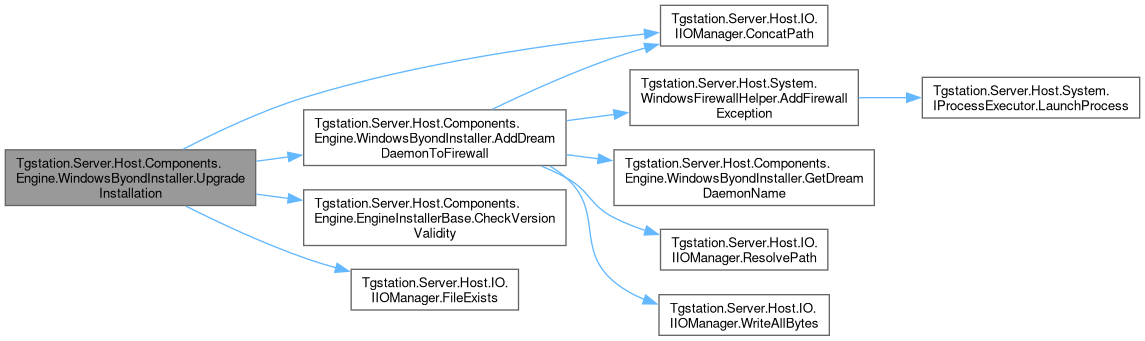 Tgstation.Server.Host.Components.
Engine.WindowsByondInstaller.Upgrade
Installation
Tgstation.Server.Host.IO.
IIOManager.ConcatPath
Tgstation.Server.Host.Components.
Engine.WindowsByondInstaller.AddDream
DaemonToFirewall
Tgstation.Server.Host.System.
WindowsFirewallHelper.AddFirewall
Exception
Tgstation.Server.Host.System.
IProcessExecutor.LaunchProcess
Tgstation.Server.Host.Components.
Engine.WindowsByondInstaller.GetDream
DaemonName
Tgstation.Server.Host.IO.
IIOManager.ResolvePath
Tgstation.Server.Host.IO.
IIOManager.WriteAllBytes
Tgstation.Server.Host.Components.
Engine.EngineInstallerBase.CheckVersion
Validity
Tgstation.Server.Host.IO.
IIOManager.FileExists